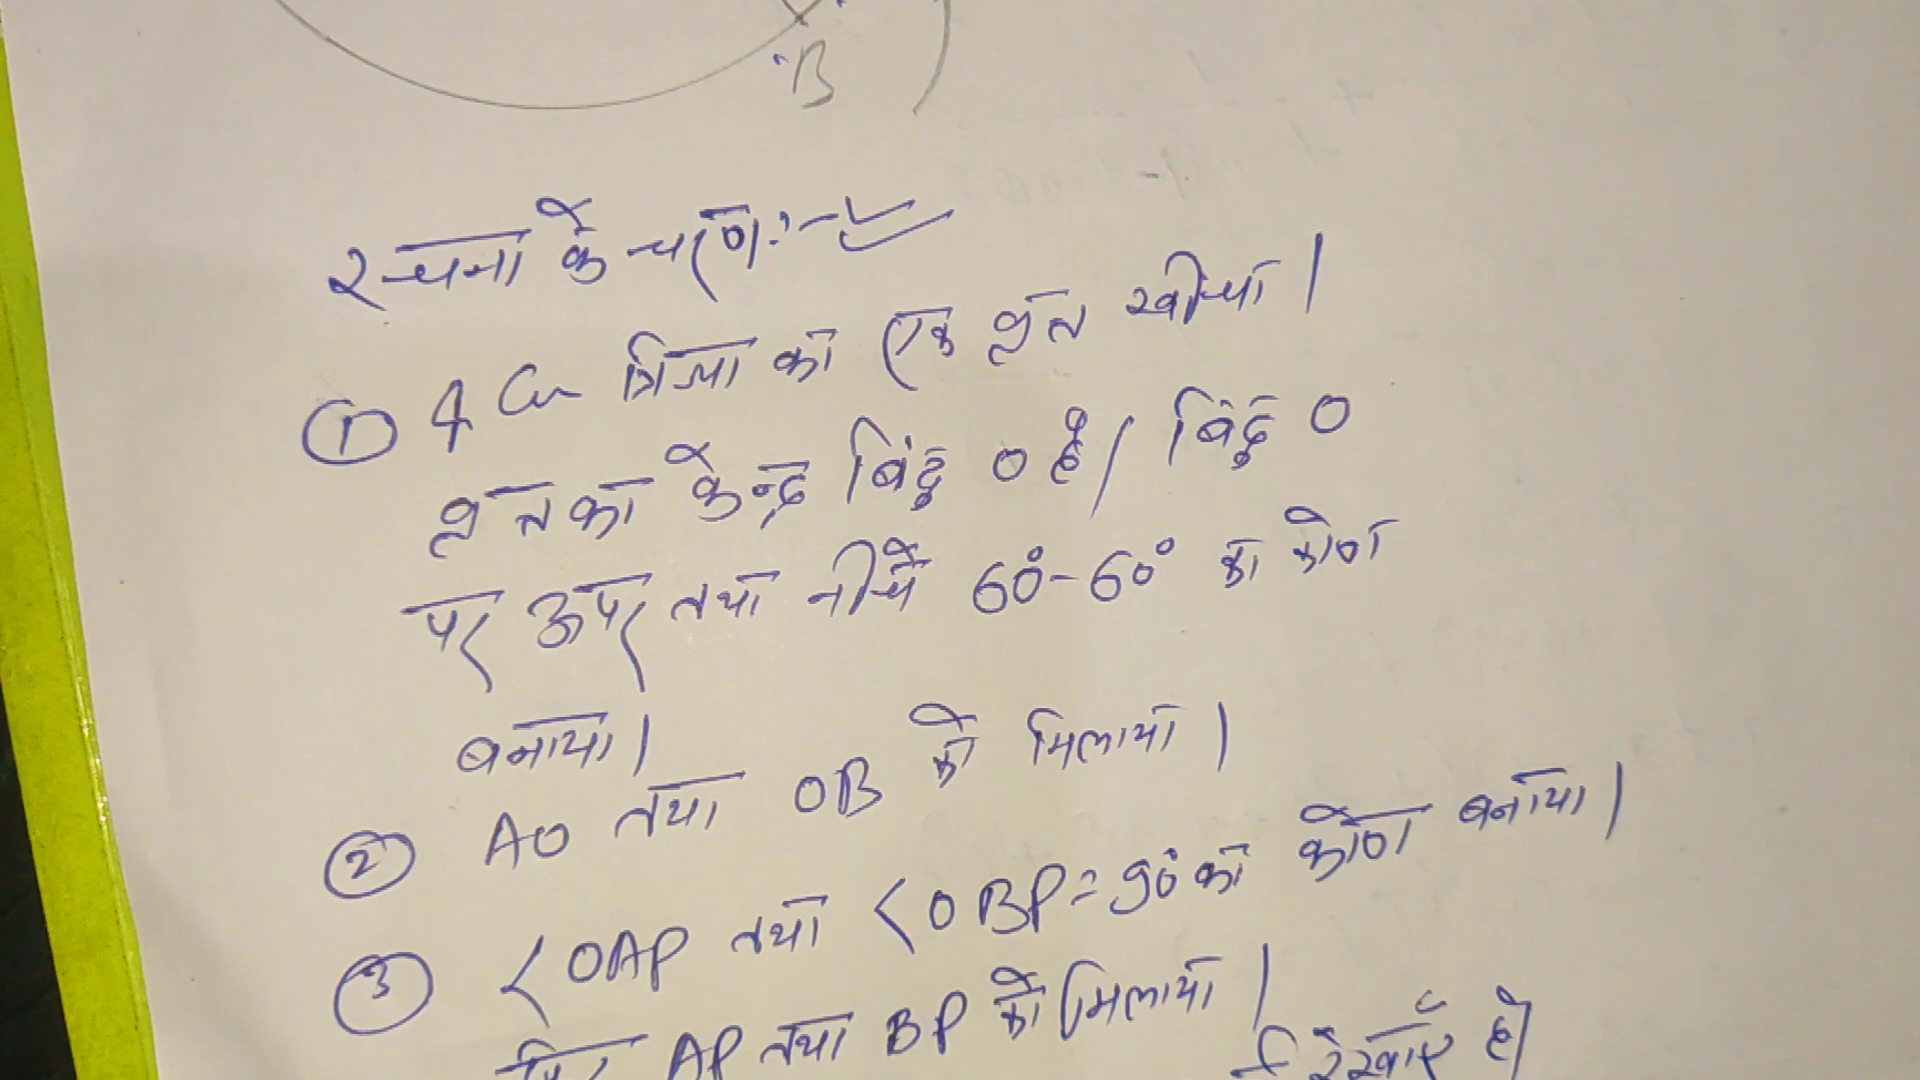 B
रचना के चरण:-
① 4 Cm त्रिज्या का एक वृत्त खींचा।
वृत्त का केन्द्र बिंदु O है। बिंदु O
पर ऊपर तथा नीचे 60°-60° का कोण
बनाया।
② AO तथा OB को मिलाया।
③ <OAP तथा <OBP=90° का कोण बनाया।
फिर AP तथा BP को मिलाया।
रेखाएँ है।